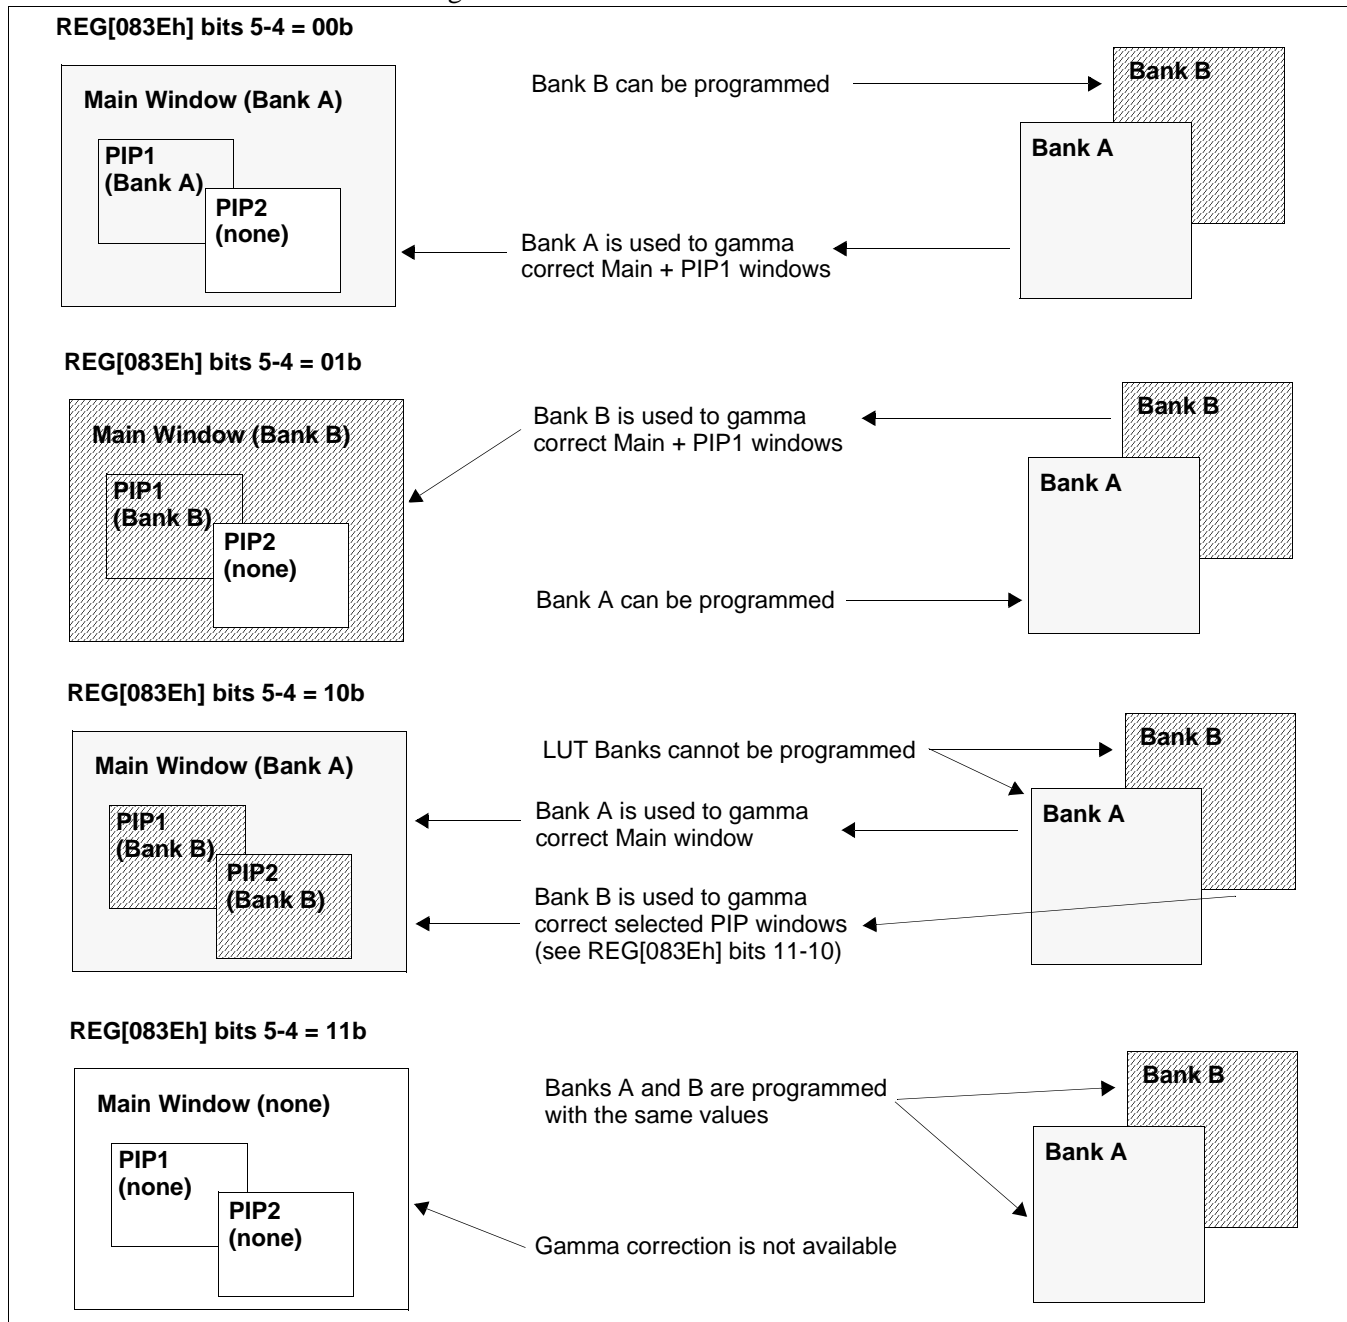 REG[083Eh] bits 5-4 = 00b
Main Window (Bank A)
PIP1
(Bank A)
PIP2
(none)
Bank B can be programmed
Bank A is used to gamma
correct Main + PIP1 windows
Bank B
Bank A
REG[083Eh] bits 5-4 = 01b
Main Window (Bank B)
PIP1
(Bank B)
PIP2
(none)
Bank B is used to gamma
correct Main + PIP1 windows
Bank A can be programmed
Bank B
Bank A
REG[083Eh] bits 5-4 = 10b
Main Window (Bank A)
PIP1
(Bank B)
PIP2
(Bank B)
LUT Banks cannot be programmed
Bank A is used to gamma
correct Main window
Bank B is used to gamma
correct selected PIP windows
(see REG[083Eh] bits 11-10)
Bank B
Bank A
REG[083Eh] bits 5-4 = 11b
Main Window (none)
PIP1
(none)
PIP2
(none)
Banks A and B are programmed
with the same values
Gamma correction is not available
Bank B
Bank A